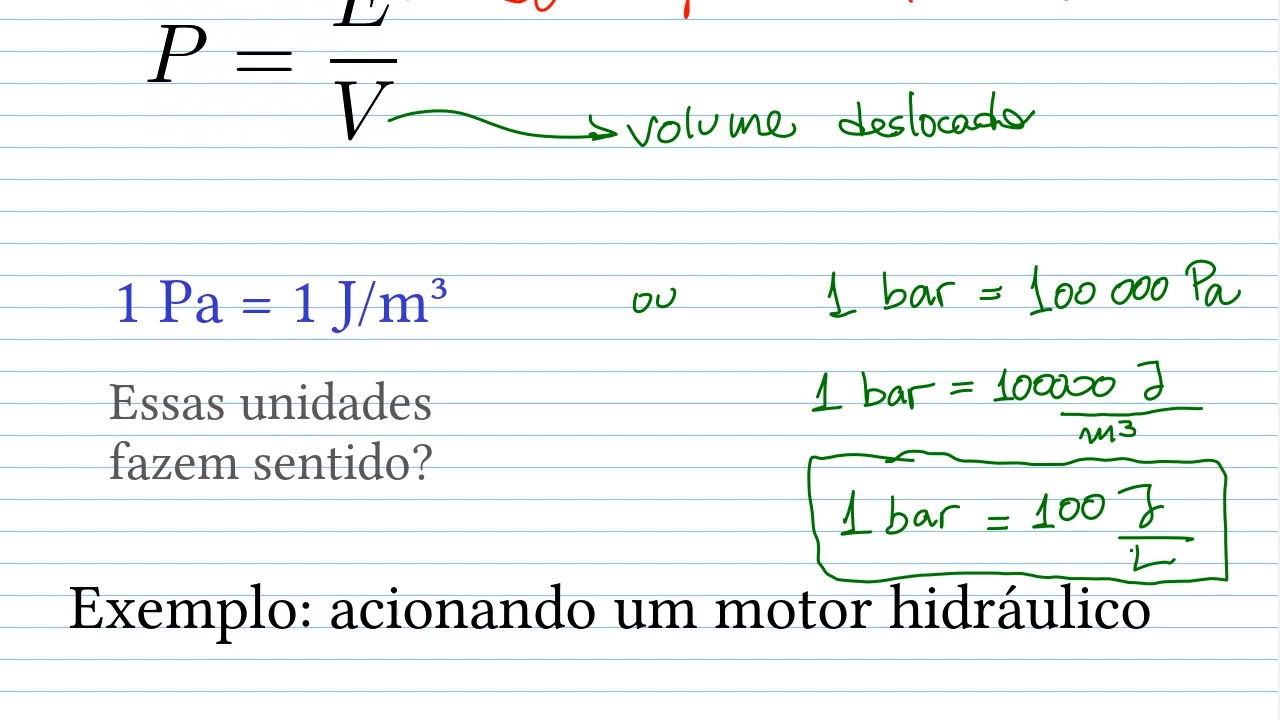 P = E/V
volume deslocado
1 Pa = 1 J/m³ ou 1 bar = 100 000 Pa
1 bar = 100000 J/m³
Essas unidades
fazem sentido?
1 bar = 100 J/L
Exemplo: acionando um motor hidráulico